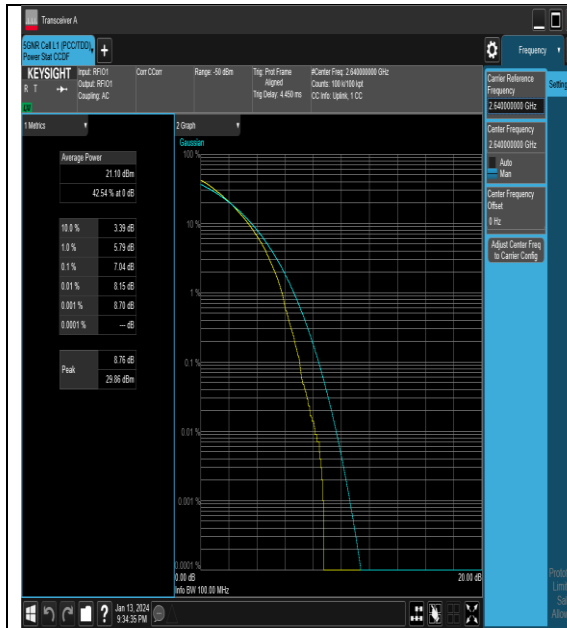 Transceiver A
5GNR Cell L1 (PCC/TDD)
Power Stat CCDF
Frequency
KEYSIGHT
R T
Input: RFIO1
Output: RFIO1
Coupling: AC
Corr CCorr
Range: -50 dBm
Trig: Prot Frame
Aligned
Trig Delay: 4.450 ms
#Center Freq: 2.640000000 GHz
Counts: 100 k/100 kpt
CC Info: Uplink, 1 CC
1 Metrics
Average Power
21.10 dBm
42.54 % at 0 dB
10.0 % 3.39 dB
1.0 % 5.79 dB
0.1 % 7.04 dB
0.01 % 8.15 dB
0.001 % 8.70 dB
0.0001 % --- dB
Peak
8.76 dB
29.86 dBm
2 Graph
Gaussian
100 %
10 %
1 %
0.1 %
0.01 %
0.001 %
0.0001 %
0.00 dB
20.00 dB
Info BW 100.00 MHz
Carrier Reference
Frequency
2.640000000 GHz
Center Frequency
2.640000000 GHz
Auto
Man
Center Frequency
Offset
0 Hz
Adjust Center Freq
to Carrier Config
Setting
Jan 13, 2024
9:34:35 PM